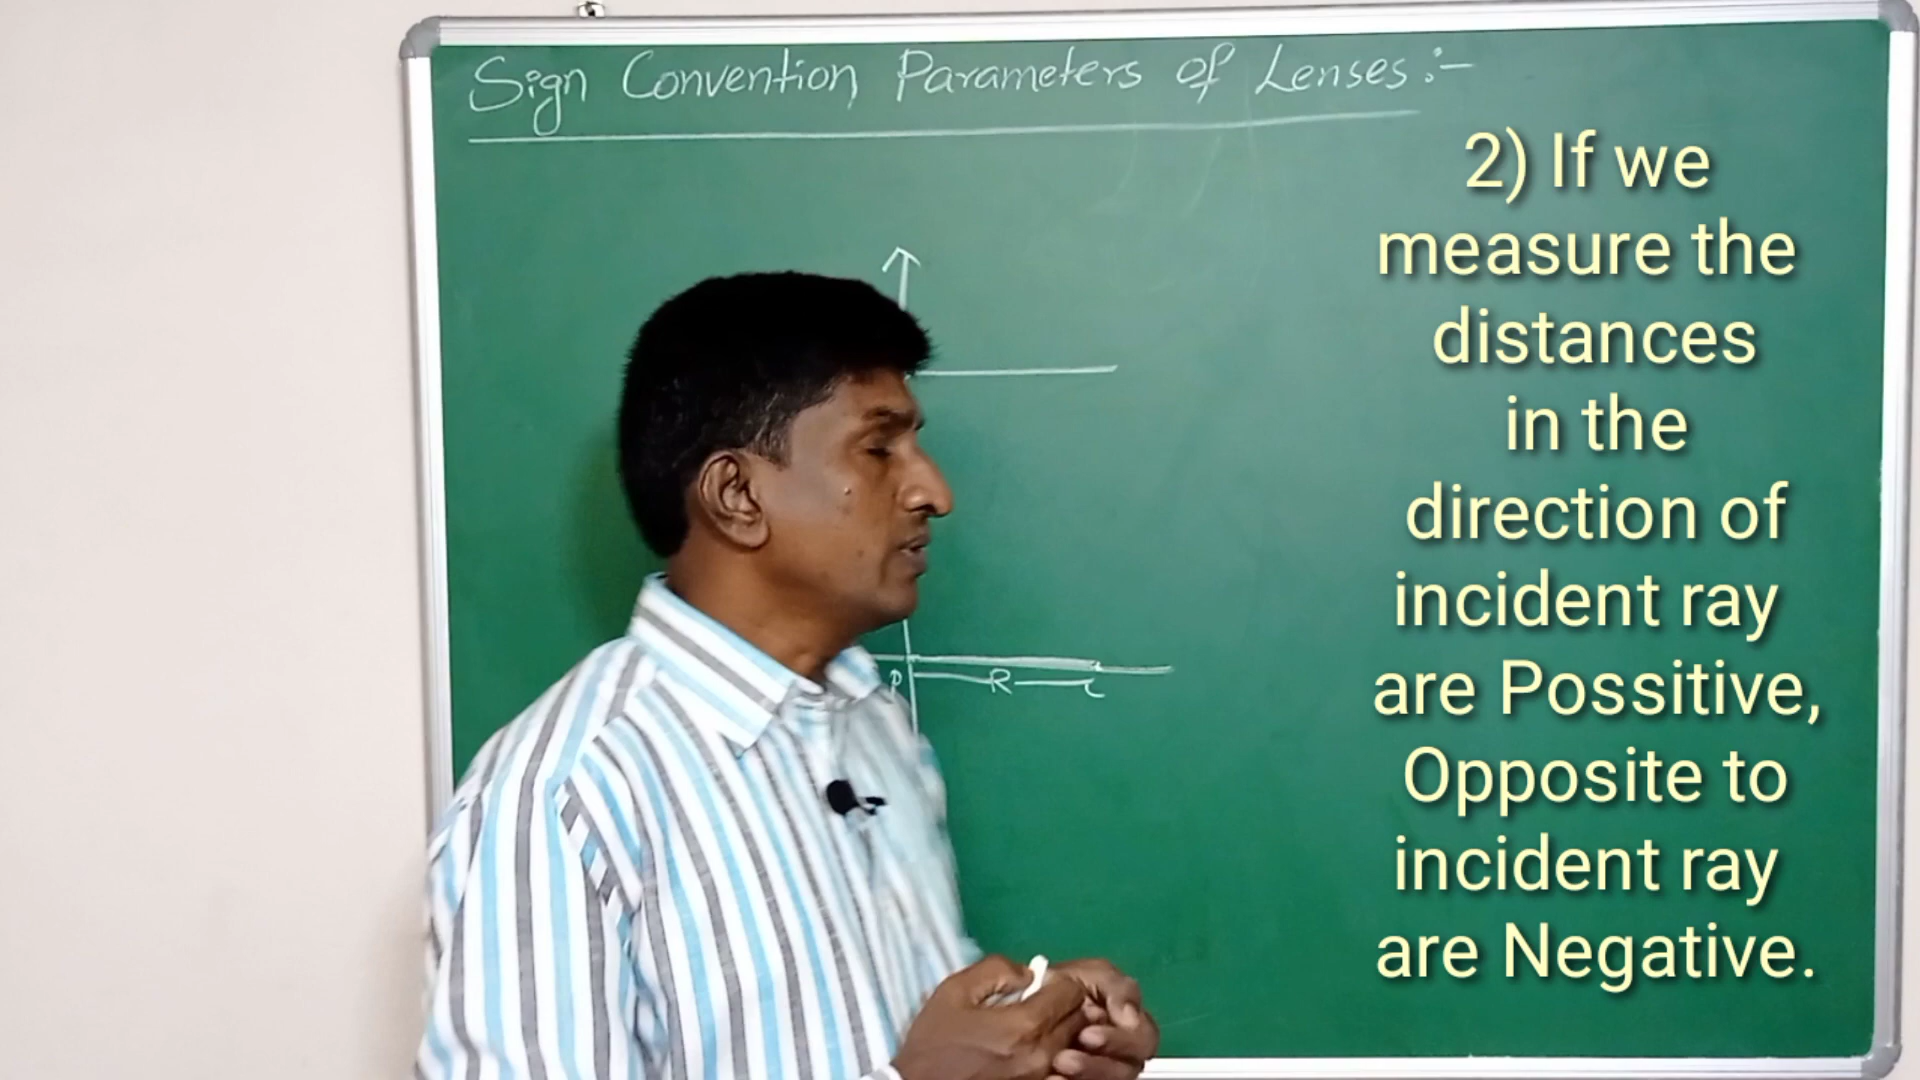 Sign Convention Parameters of Lenses :-
2) If we
measure the
distances
in the
direction of
incident ray
are Possitive,
Opposite to
incident ray
are Negative.
P R C